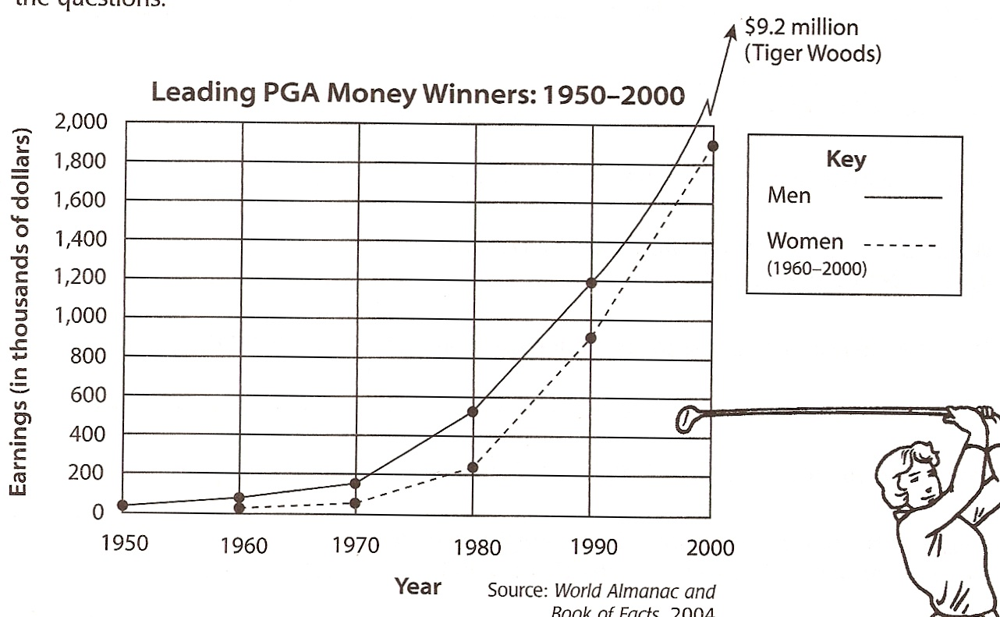 the questions.
$9.2 million
(Tiger Woods)
Leading PGA Money Winners: 1950–2000
Earnings (in thousands of dollars)
2,000
1,800
1,600
1,400
1,200
1,000
800
600
400
200
0
1950 1960 1970 1980 1990 2000
Year
Key
Men
Women
(1960–2000)
Source: World Almanac and
Book of Facts, 2004